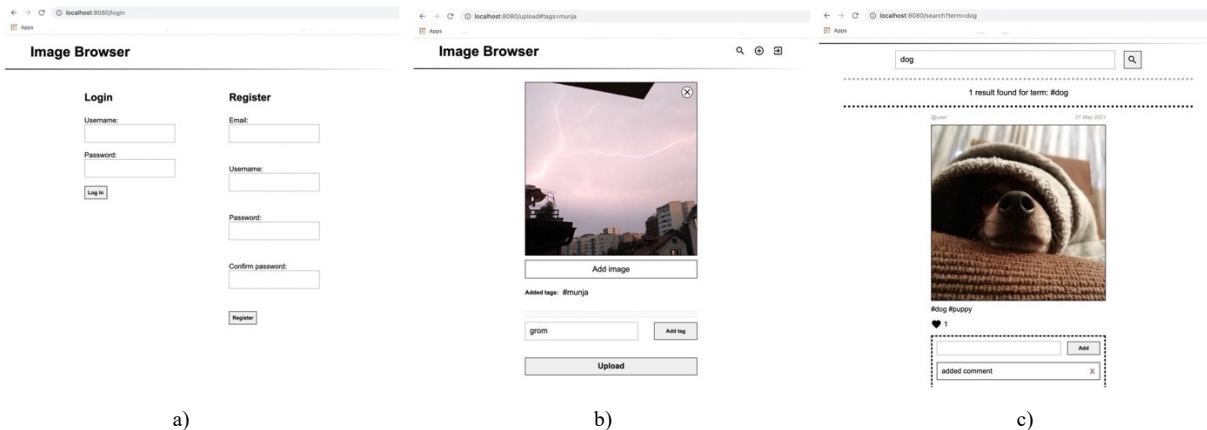 localhost:8080/login
Apps
Image Browser
Login
Username:
Password:
Log in
Register
Email:
Username:
Password:
Confirm password:
Register
a)
localhost:8080/upload#tags=munja
Apps
Image Browser
Add image
Added tags: #munja
grom
Add tag
Upload
b)
localhost:8080/search?term=dog
Apps
dog
1 result found for term: #dog
@user 21 May 2021
#dog #puppy
1
Add
added comment X
c)